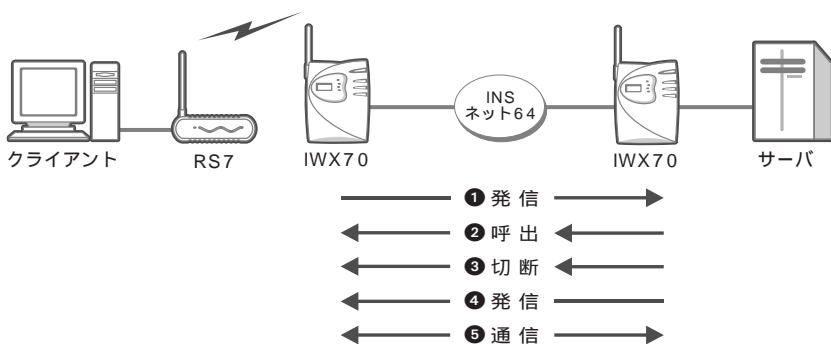 INS
ネット64
クライアント
RS7
IWX70
IWX70
サーバ
❶発信
❷呼出
❸切断
❹発信
❺通信